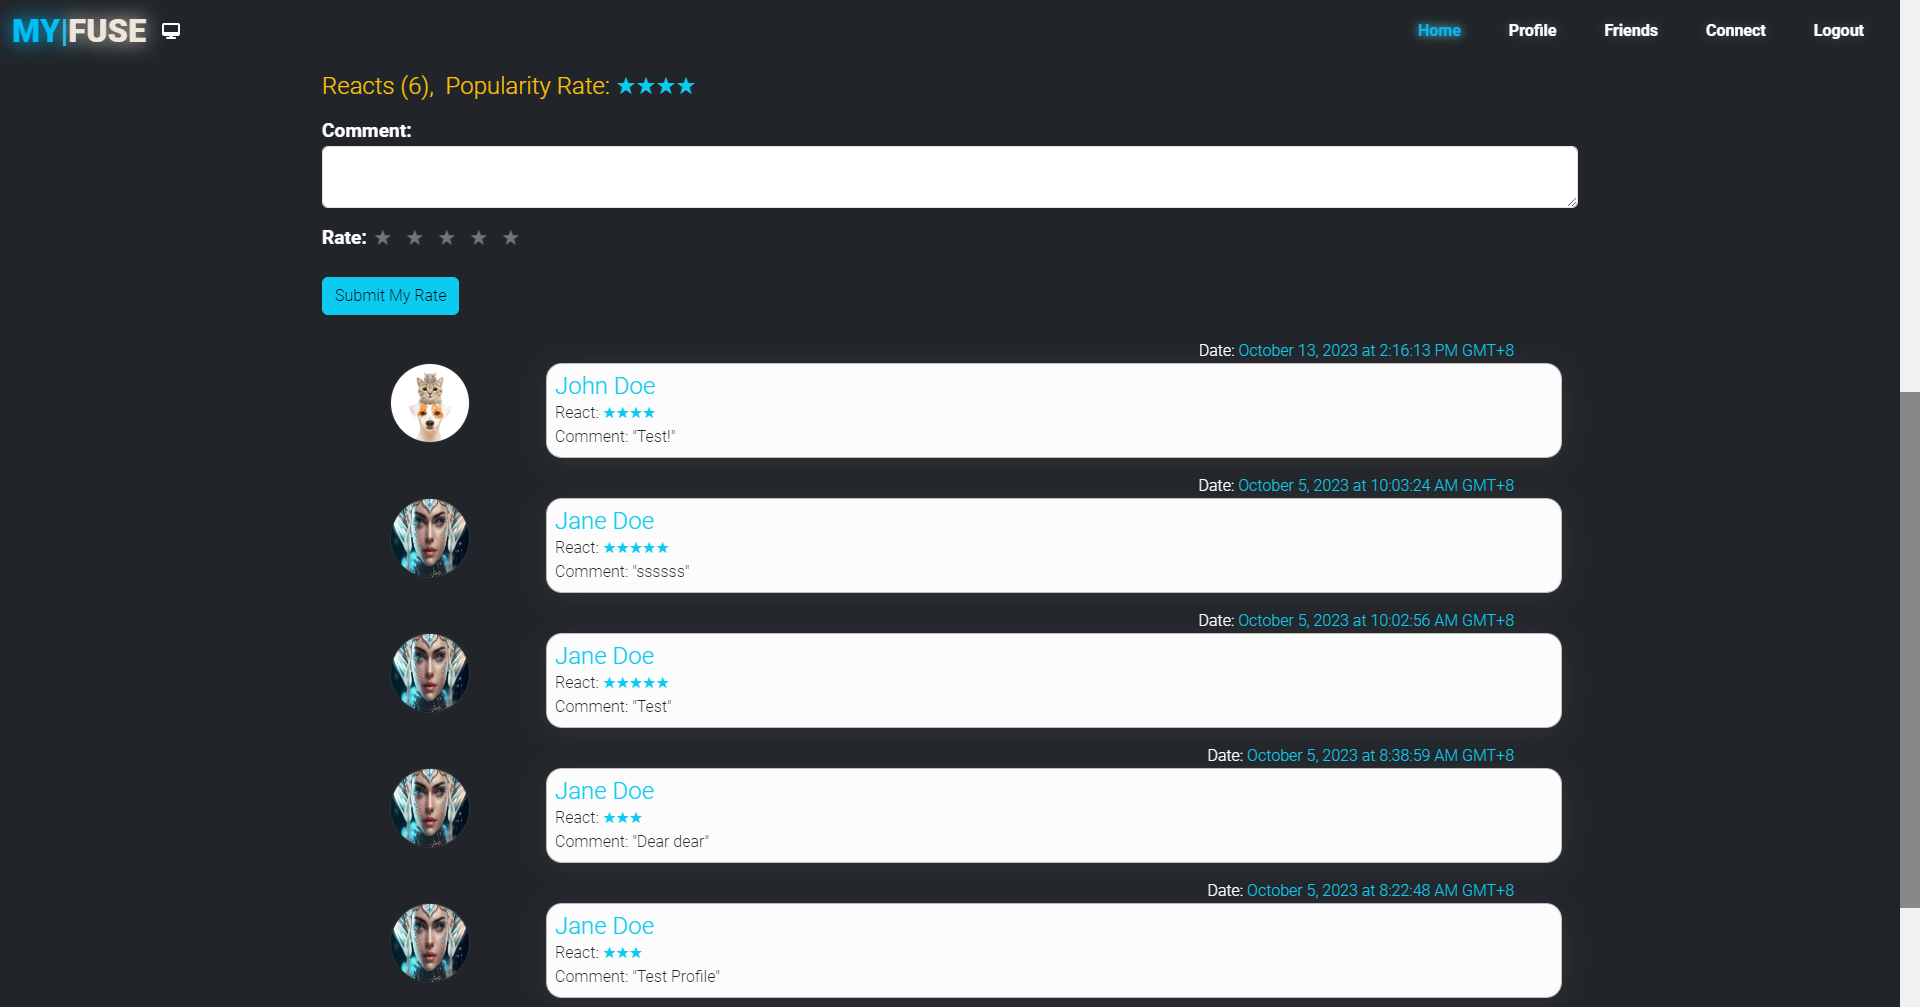 MY|FUSE
Home Profile Friends Connect Logout
Reacts (6), Popularity Rate: ★★★★
Comment:
Rate: ★ ★ ★ ★ ★
Submit My Rate
Date: October 13, 2023 at 2:16:13 PM GMT+8
John Doe
React: ★★★★
Comment: "Test!"
Date: October 5, 2023 at 10:03:24 AM GMT+8
Jane Doe
React: ★★★★★
Comment: "ssssss"
Date: October 5, 2023 at 10:02:56 AM GMT+8
Jane Doe
React: ★★★★★
Comment: "Test"
Date: October 5, 2023 at 8:38:59 AM GMT+8
Jane Doe
React: ★★★
Comment: "Dear dear"
Date: October 5, 2023 at 8:22:48 AM GMT+8
Jane Doe
React: ★★★
Comment: "Test Profile"